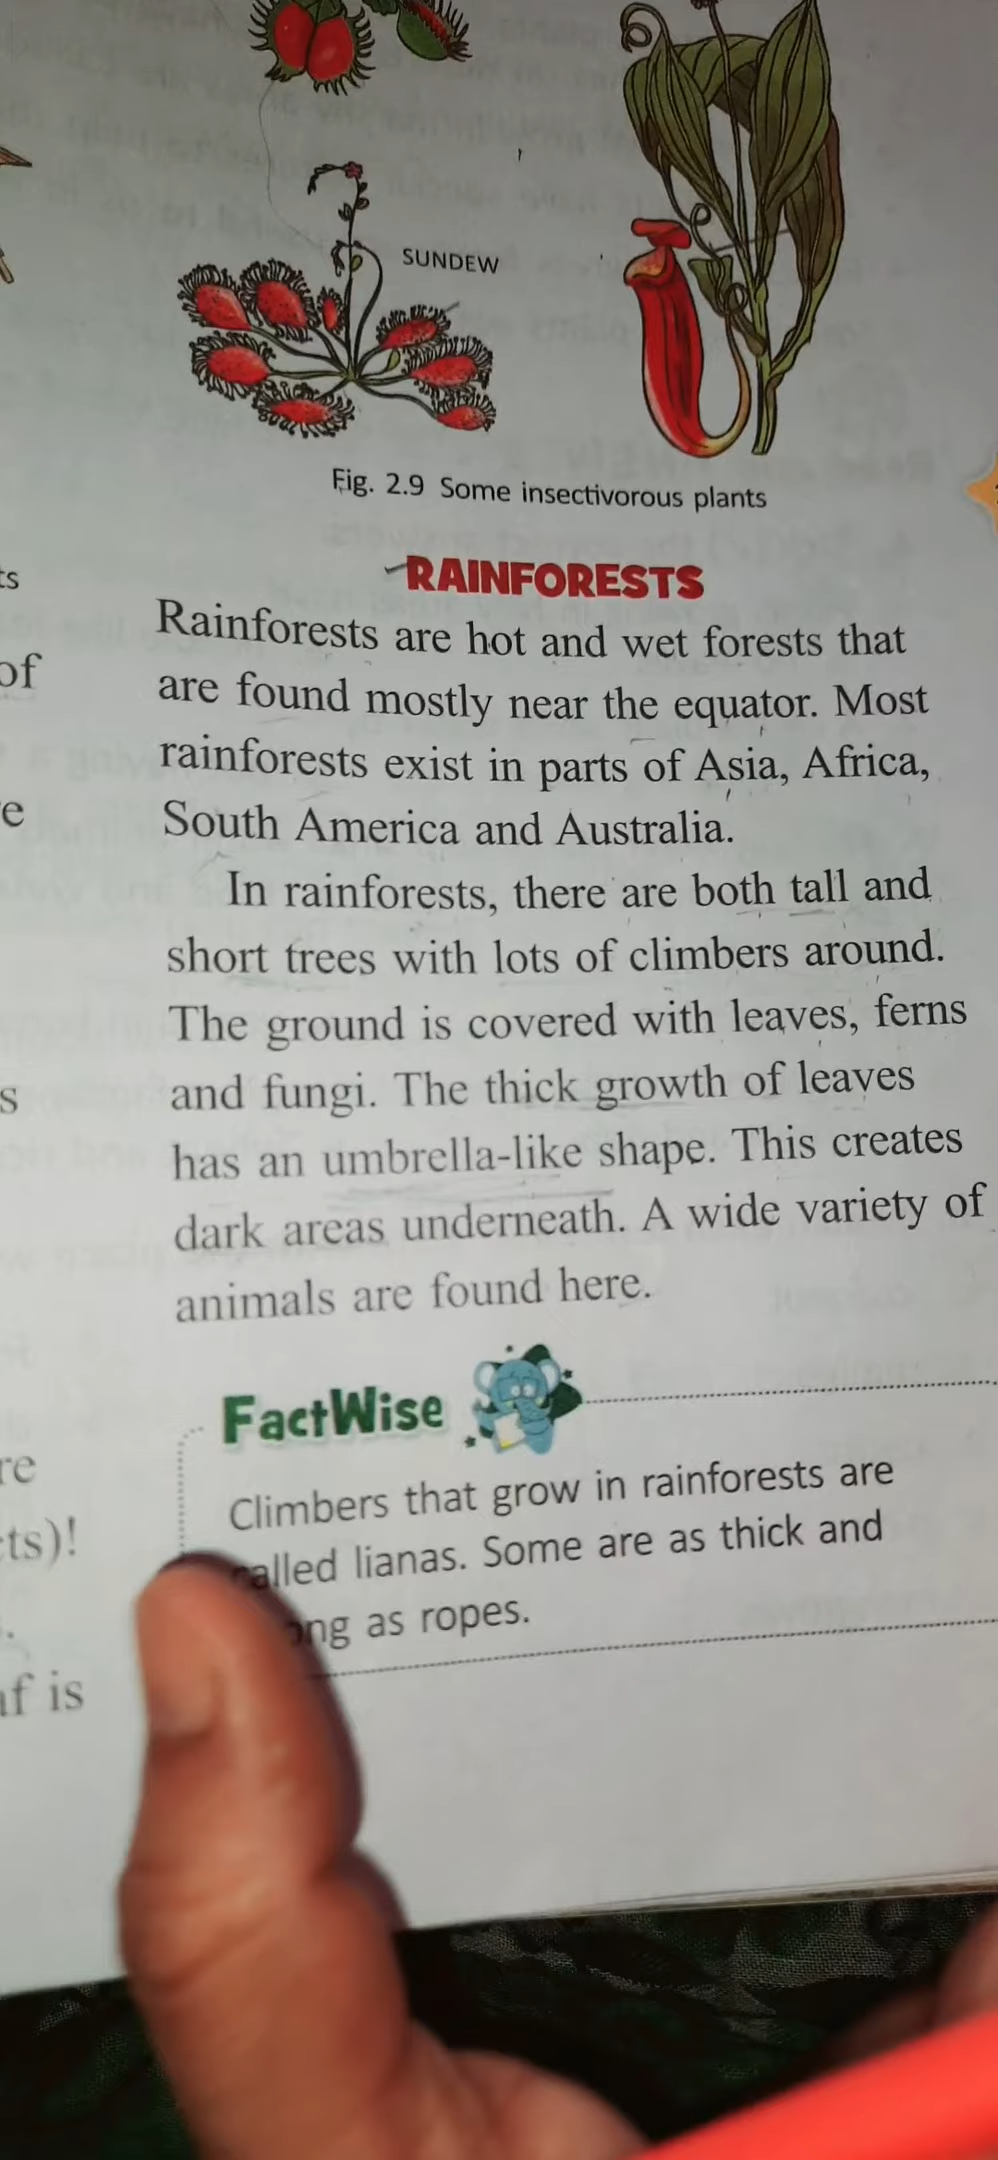 SUNDEW
Fig. 2.9 Some insectivorous plants
RAINFORESTS
Rainforests are hot and wet forests that
are found mostly near the equator. Most
rainforests exist in parts of Asia, Africa,
South America and Australia.
In rainforests, there are both tall and
short trees with lots of climbers around.
The ground is covered with leaves, ferns
and fungi. The thick growth of leaves
has an umbrella-like shape. This creates
dark areas underneath. A wide variety of
animals are found here.
FactWise
Climbers that grow in rainforests are
called lianas. Some are as thick and
as ropes.
of
is